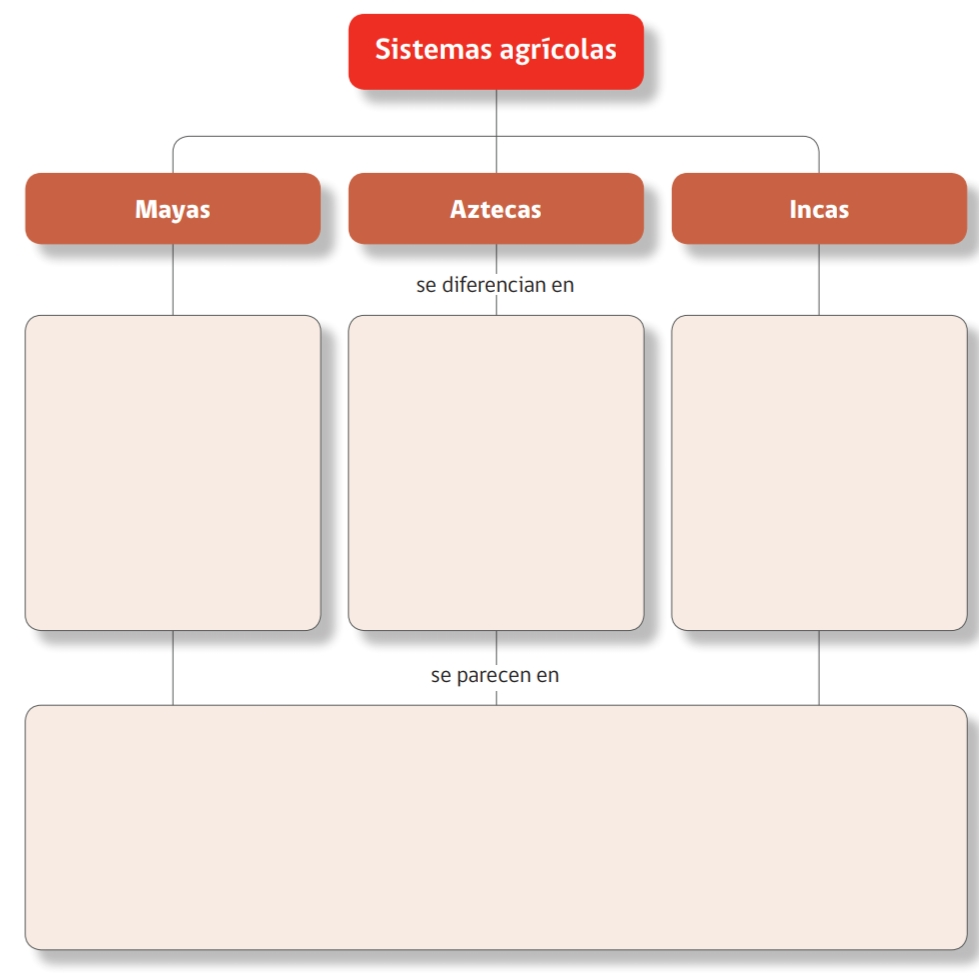 Sistemas agrícolas
Mayas
Aztecas
Incas
se diferencian en
se parecen en